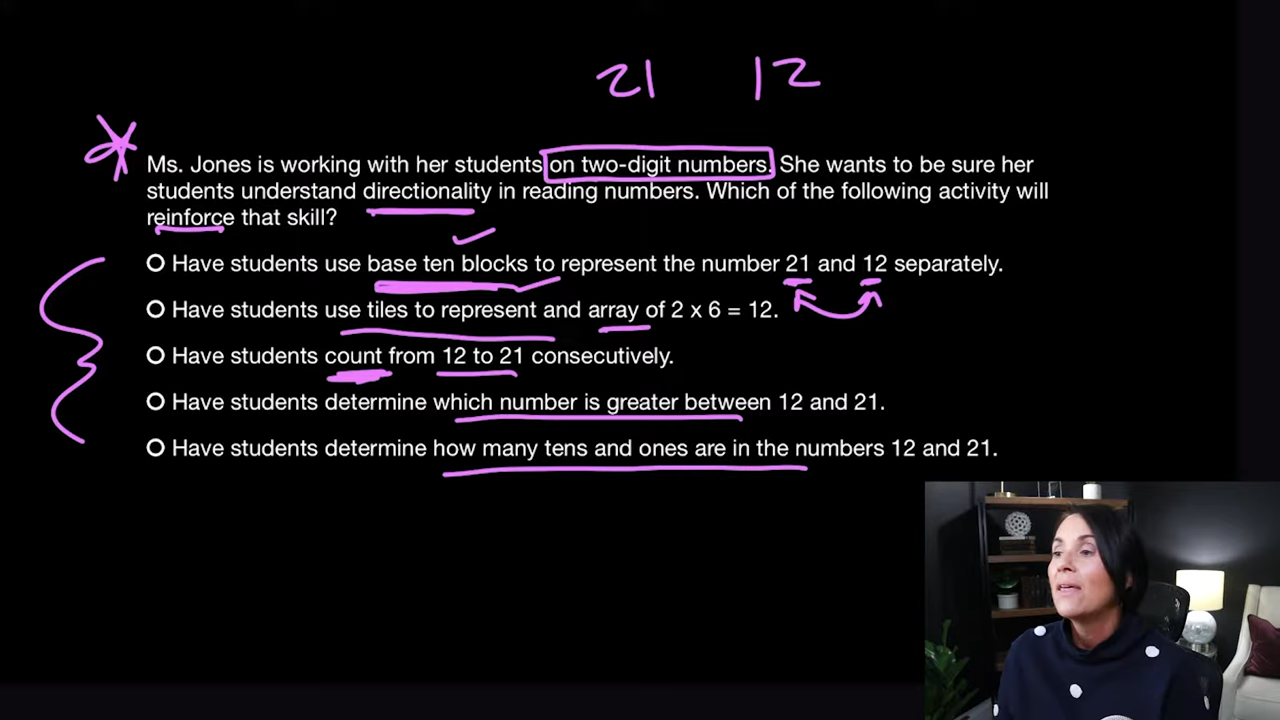 21 12
Ms. Jones is working with her students on two-digit numbers. She wants to be sure her
students understand directionality in reading numbers. Which of the following activity will
reinforce that skill?
Have students use base ten blocks to represent the number 21 and 12 separately.
Have students use tiles to represent and array of 2 x 6 = 12.
Have students count from 12 to 21 consecutively.
Have students determine which number is greater between 12 and 21.
Have students determine how many tens and ones are in the numbers 12 and 21.